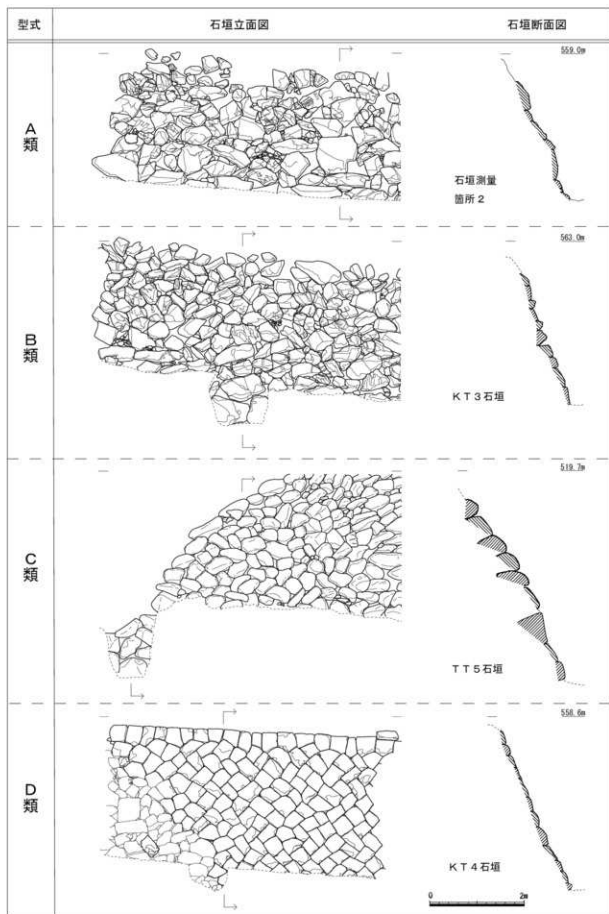 型式 石垣立面図 石垣断面図
A類
559.0m
石垣測量
箇所2
B類
563.0m
KT3石垣
C類
519.7m
TT5石垣
D類
558.6m
KT4石垣
0 2m